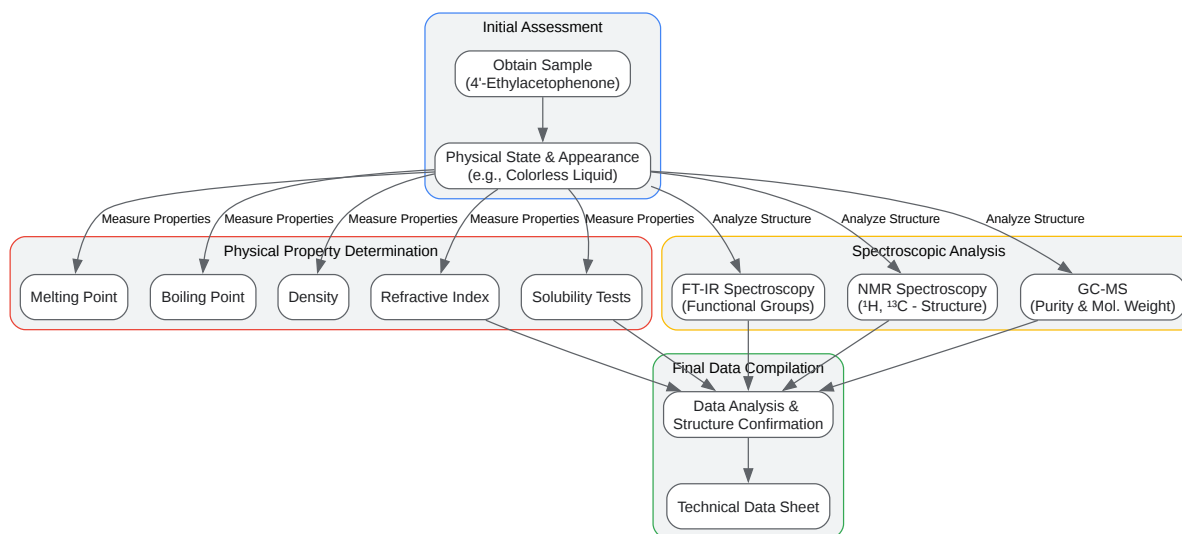 Initial Assessment
Obtain Sample
(4'-Ethylacetophenone)
Physical State & Appearance
(e.g., Colorless Liquid)
Measure Properties
Measure Properties
Measure Properties
Measure Properties
Measure Properties
Analyze Structure
Analyze Structure
Analyze Structure
Physical Property Determination
Melting Point
Boiling Point
Density
Refractive Index
Solubility Tests
Spectroscopic Analysis
FT-IR Spectroscopy
(Functional Groups)
NMR Spectroscopy
(¹H, ¹³C - Structure)
GC-MS
(Purity & Mol. Weight)
Final Data Compilation
Data Analysis &
Structure Confirmation
Technical Data Sheet